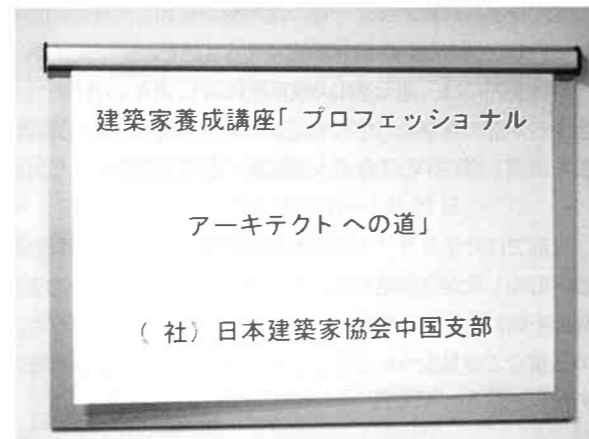 建築家養成講座「プロフェッショナル
アーキテクトへの道」
(社)日本建築家協会中国支部